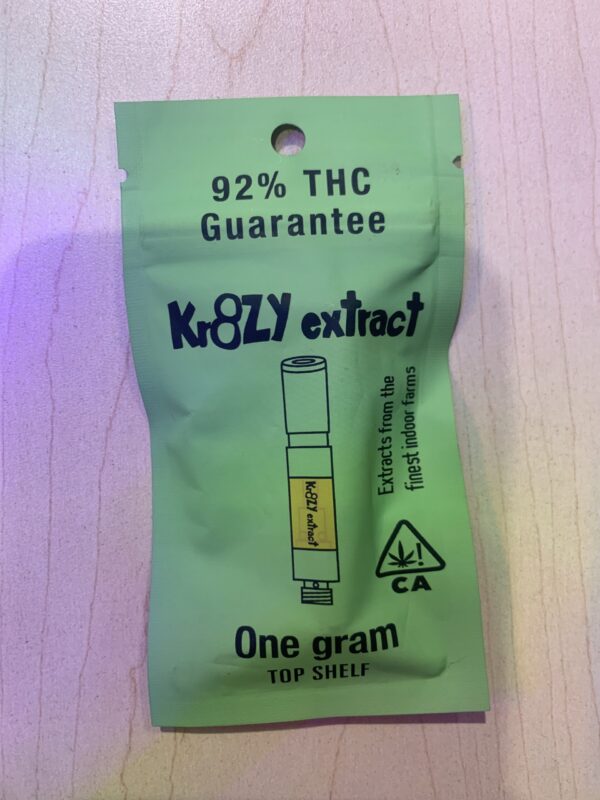 92% THC
Guarantee
Kr8ZY extract
Extracts from the
finest indoor farms
Kr8ZY extract
!
CA
One gram
TOP SHELF